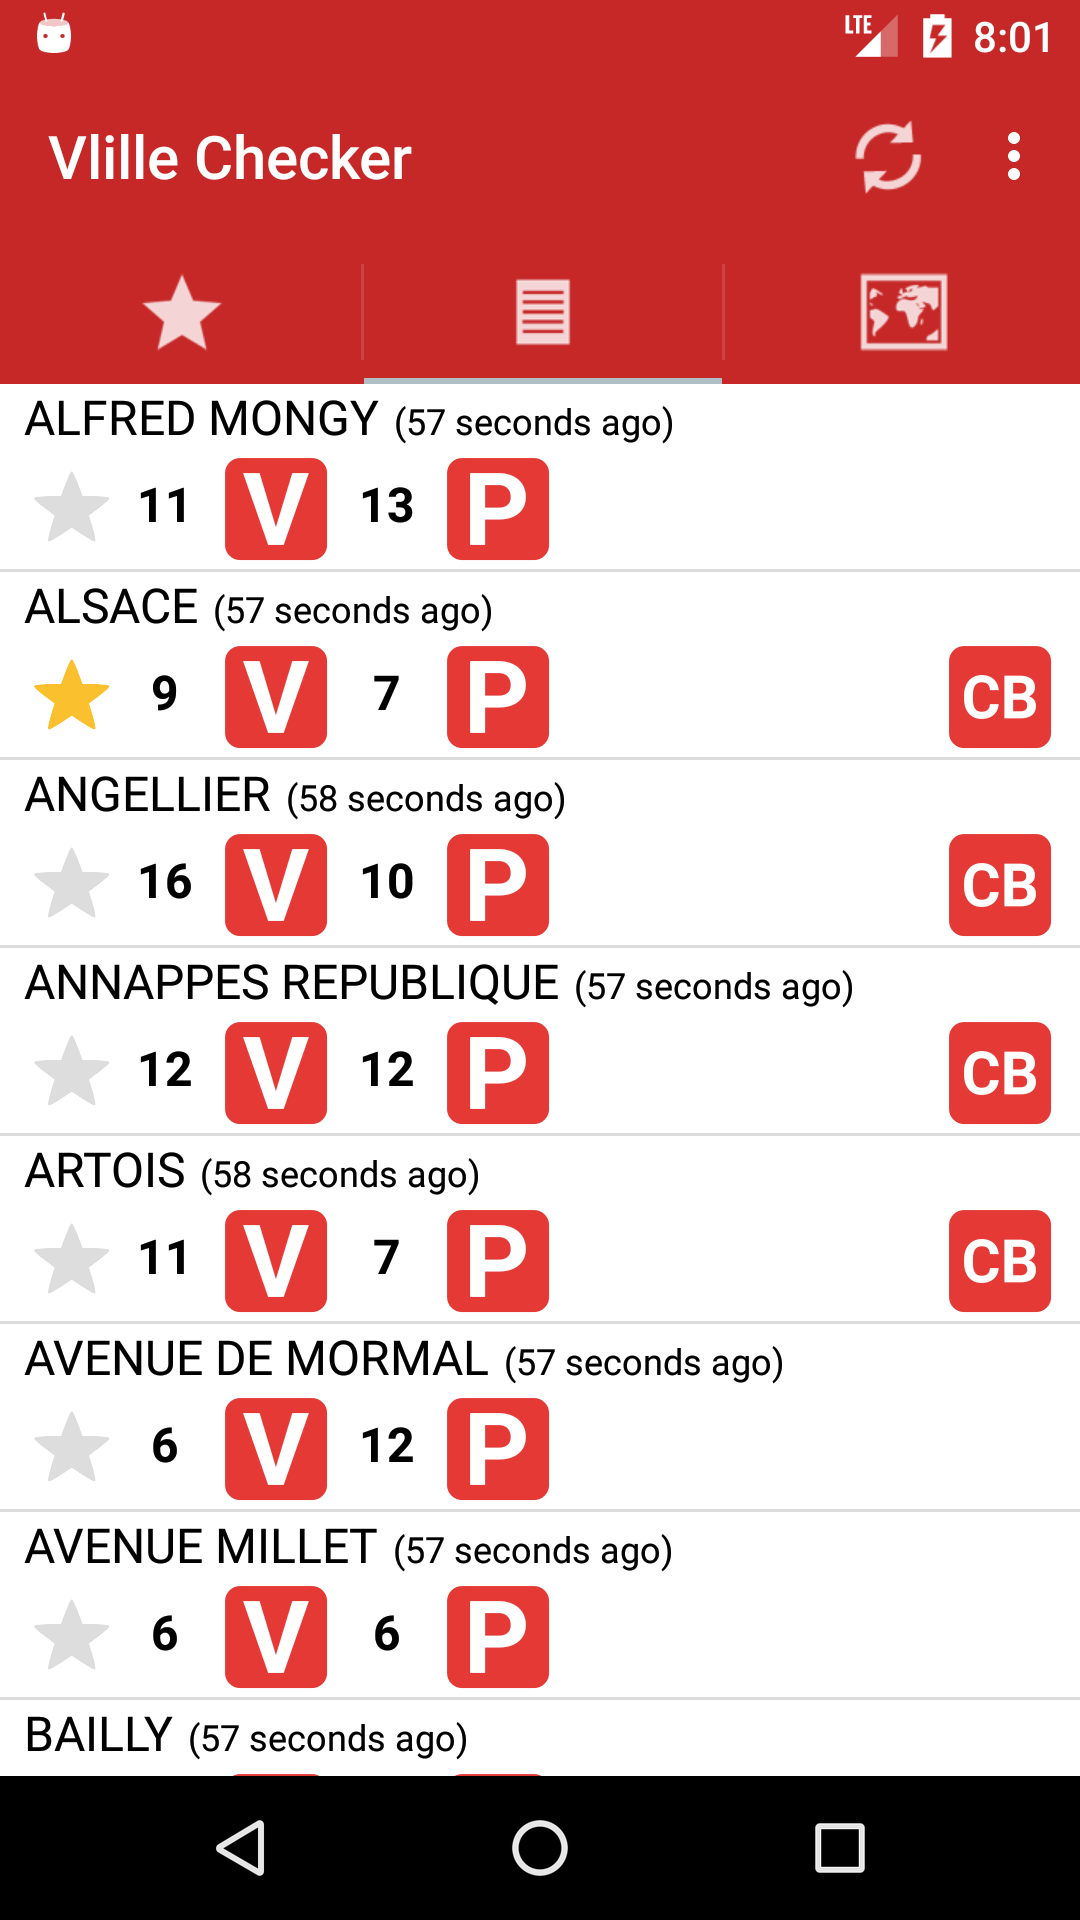 LTE 8:01
Vlille Checker
ALFRED MONGY (57 seconds ago)
11 V 13 P
ALSACE (57 seconds ago)
9 V 7 P CB
ANGELLIER (58 seconds ago)
16 V 10 P CB
ANNAPPES REPUBLIQUE (57 seconds ago)
12 V 12 P CB
ARTOIS (58 seconds ago)
11 V 7 P CB
AVENUE DE MORMAL (57 seconds ago)
6 V 12 P
AVENUE MILLET (57 seconds ago)
6 V 6 P
BAILLY (57 seconds ago)